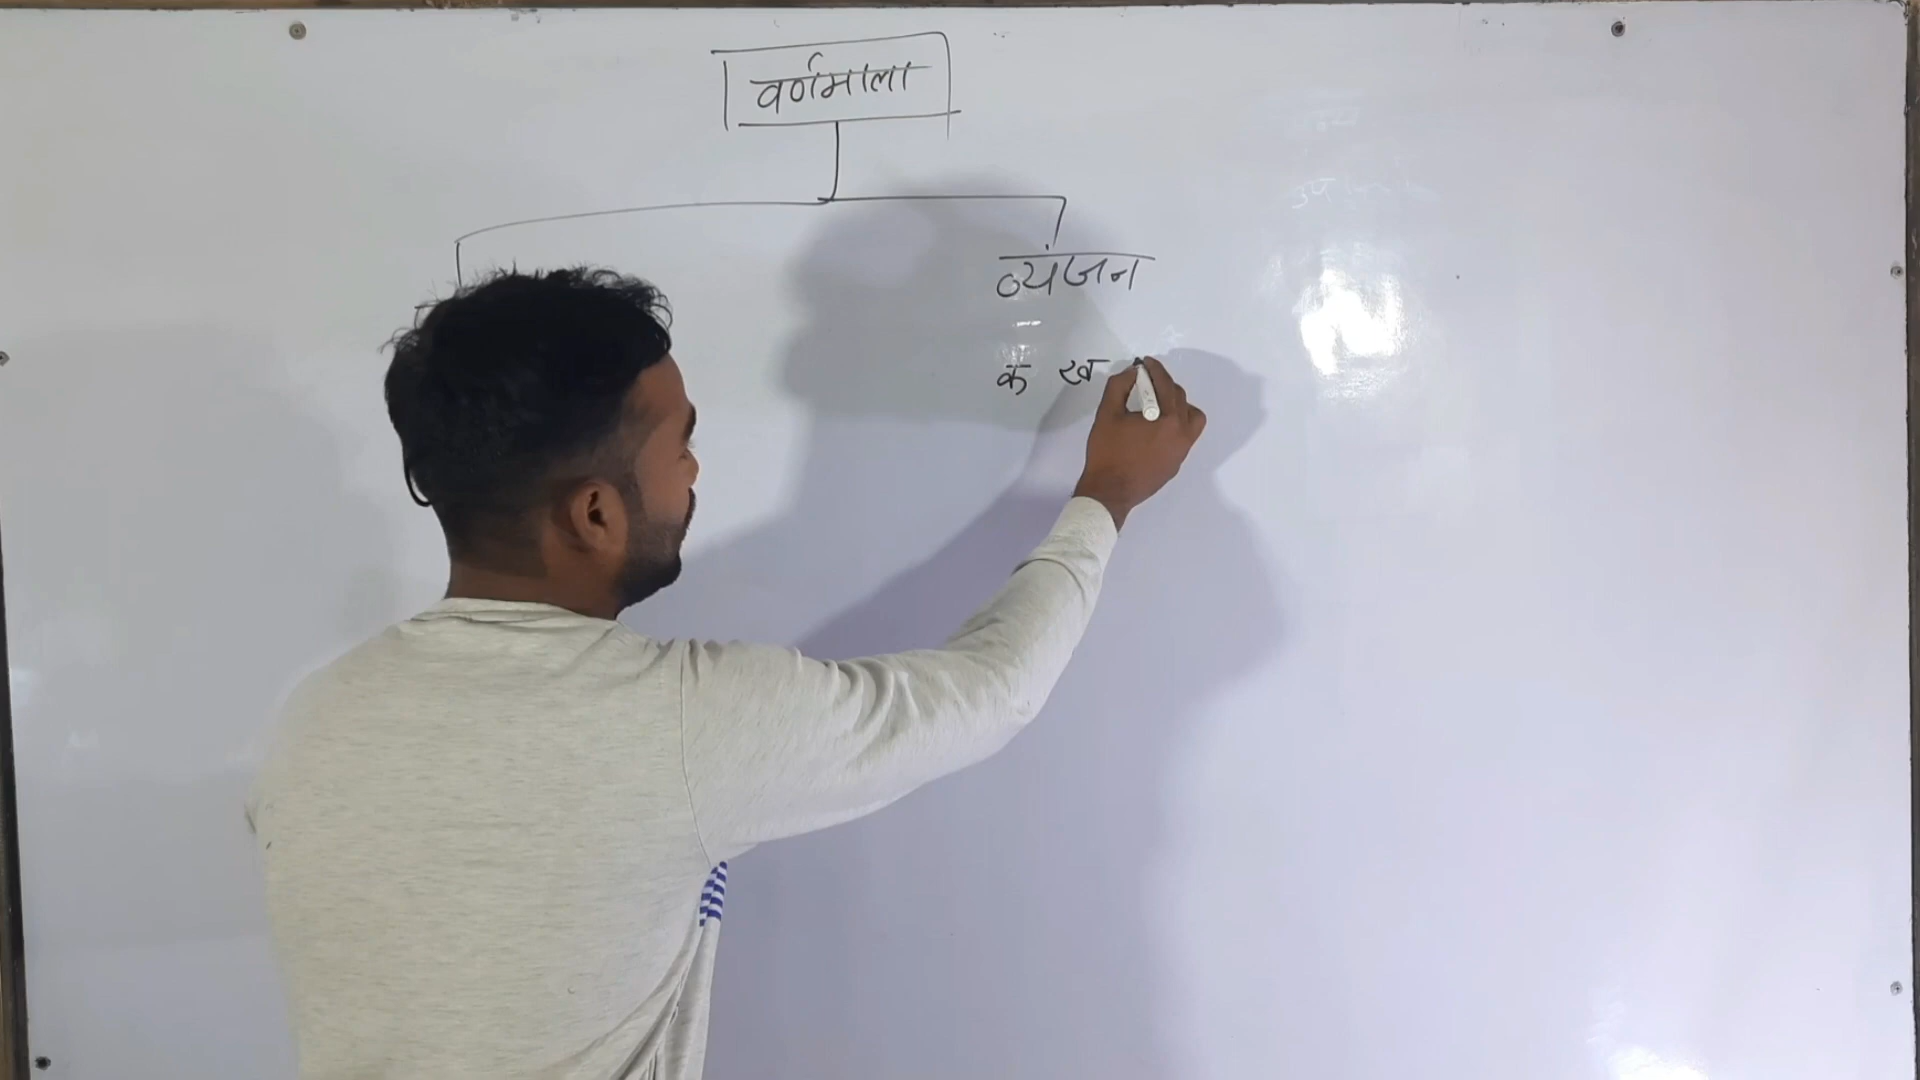 वर्णमाला
व्यंजन
क ख